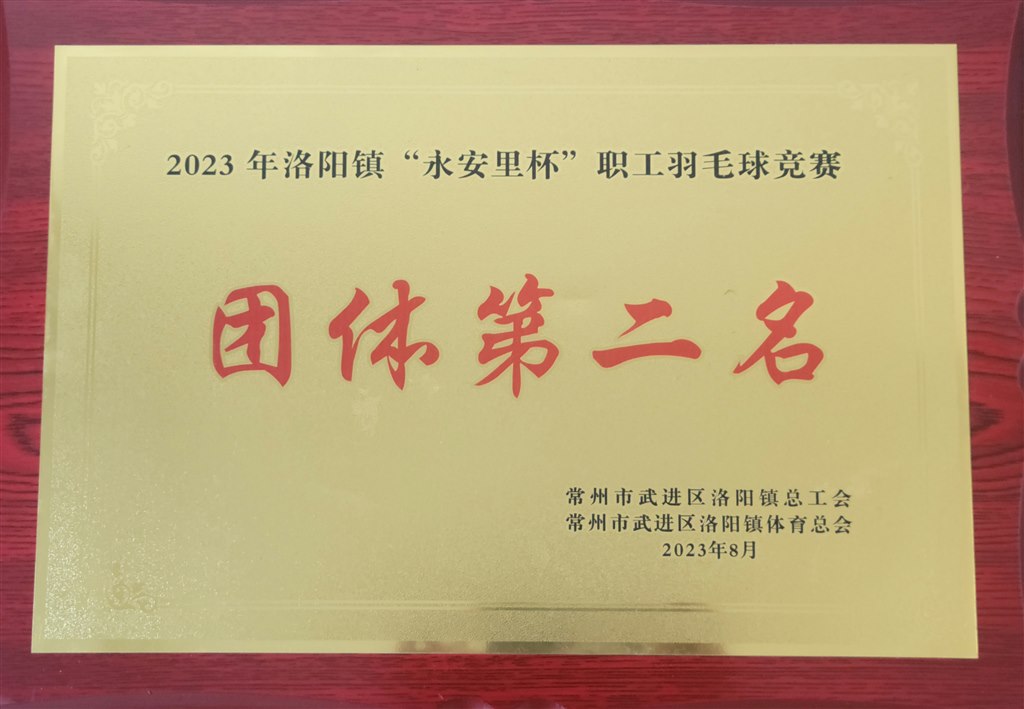 2023 年洛阳镇“永安里杯”职工羽毛球竞赛
团体第二名
常州市武进区洛阳镇总工会
常州市武进区洛阳镇体育总会
2023年8月